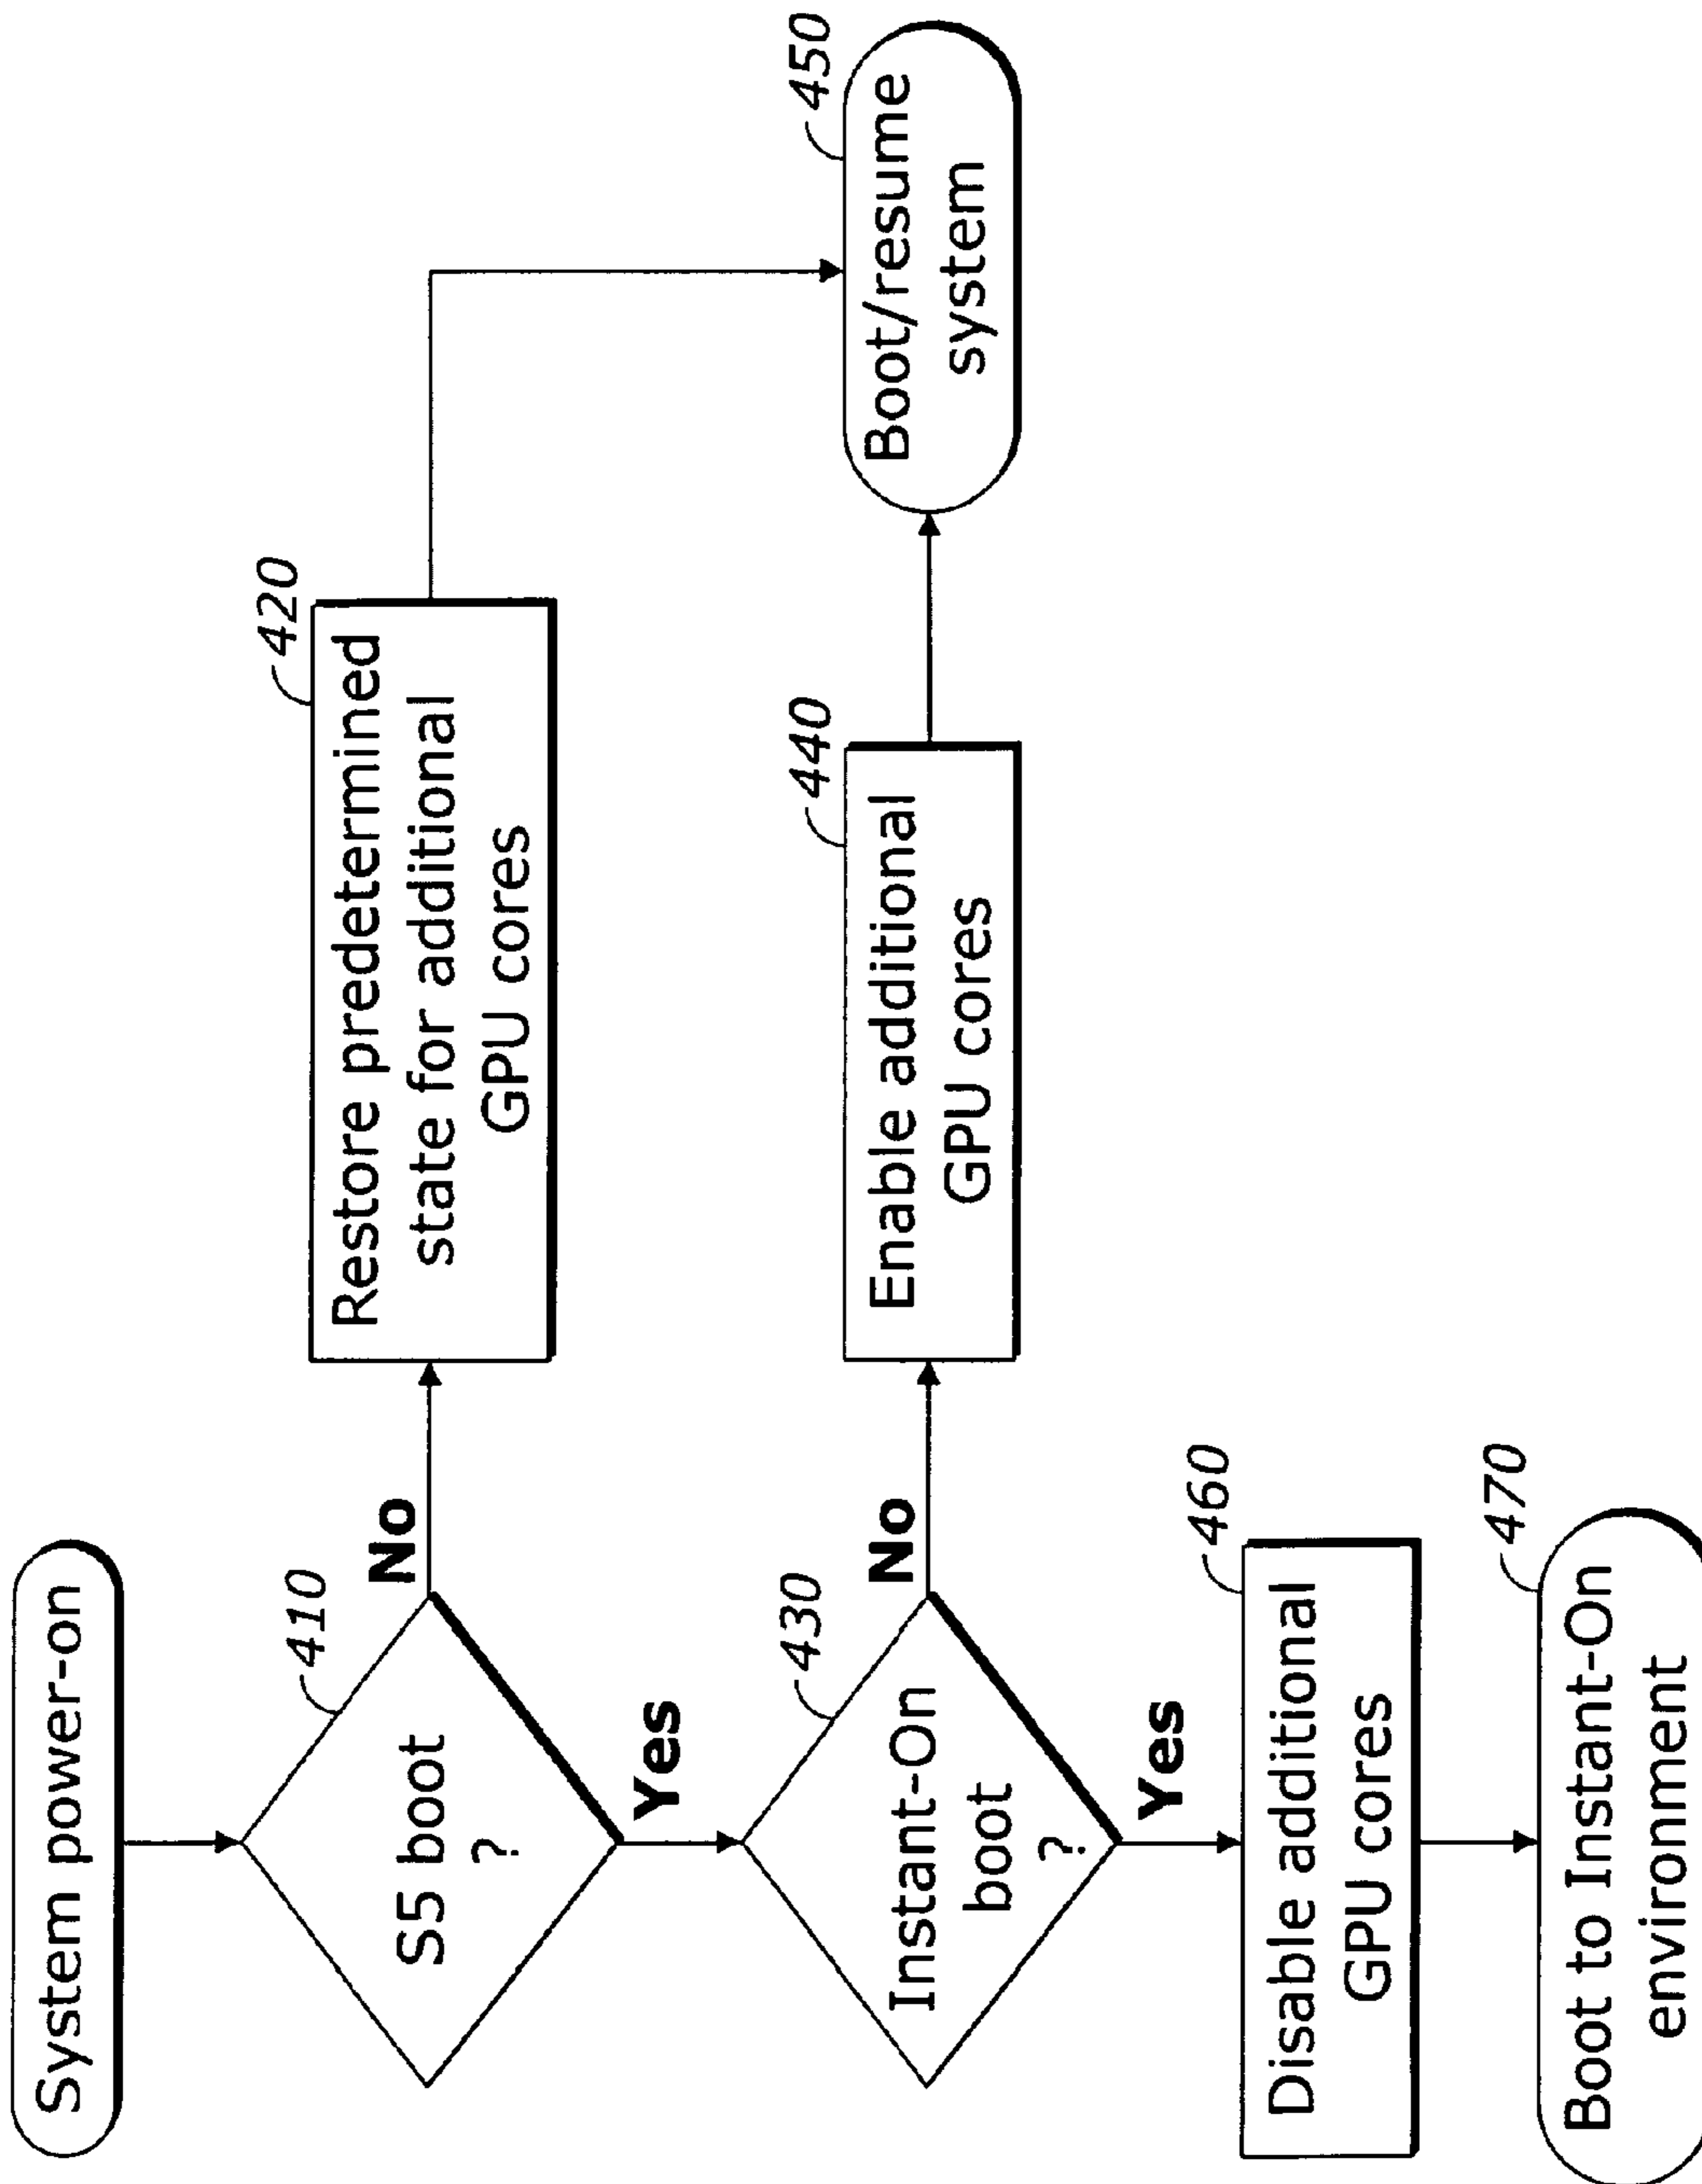 System power-on
410
S5 boot
?
No
420
Restore predetermined
state for additional
GPU cores
Yes
430
Instant-On
boot
?
No
440
Enable additional
GPU cores
450
Boot/resume
system
Yes
460
Disable additional
GPU cores
470
Boot to Instant-On
environment